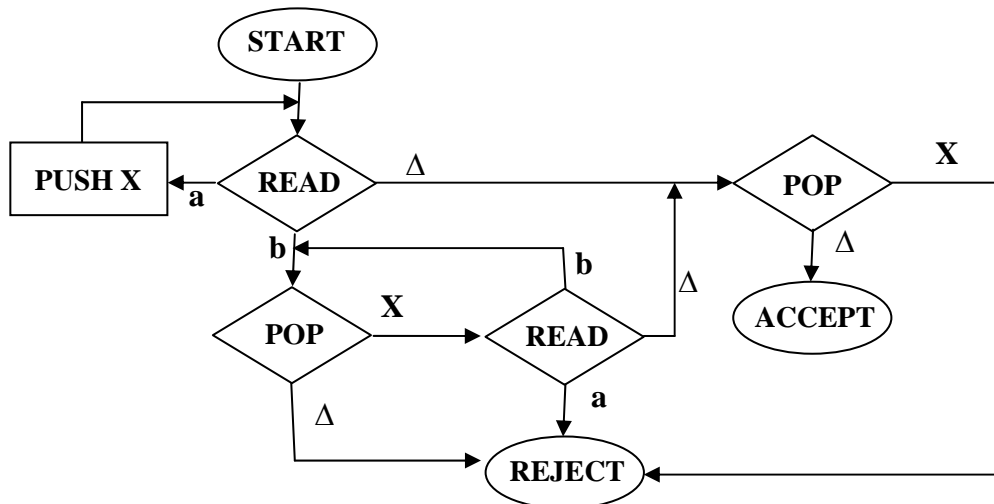 START
PUSH X
a
READ
Δ
POP
X
b
b
Δ
Δ
POP
X
READ
ACCEPT
Δ
a
REJECT